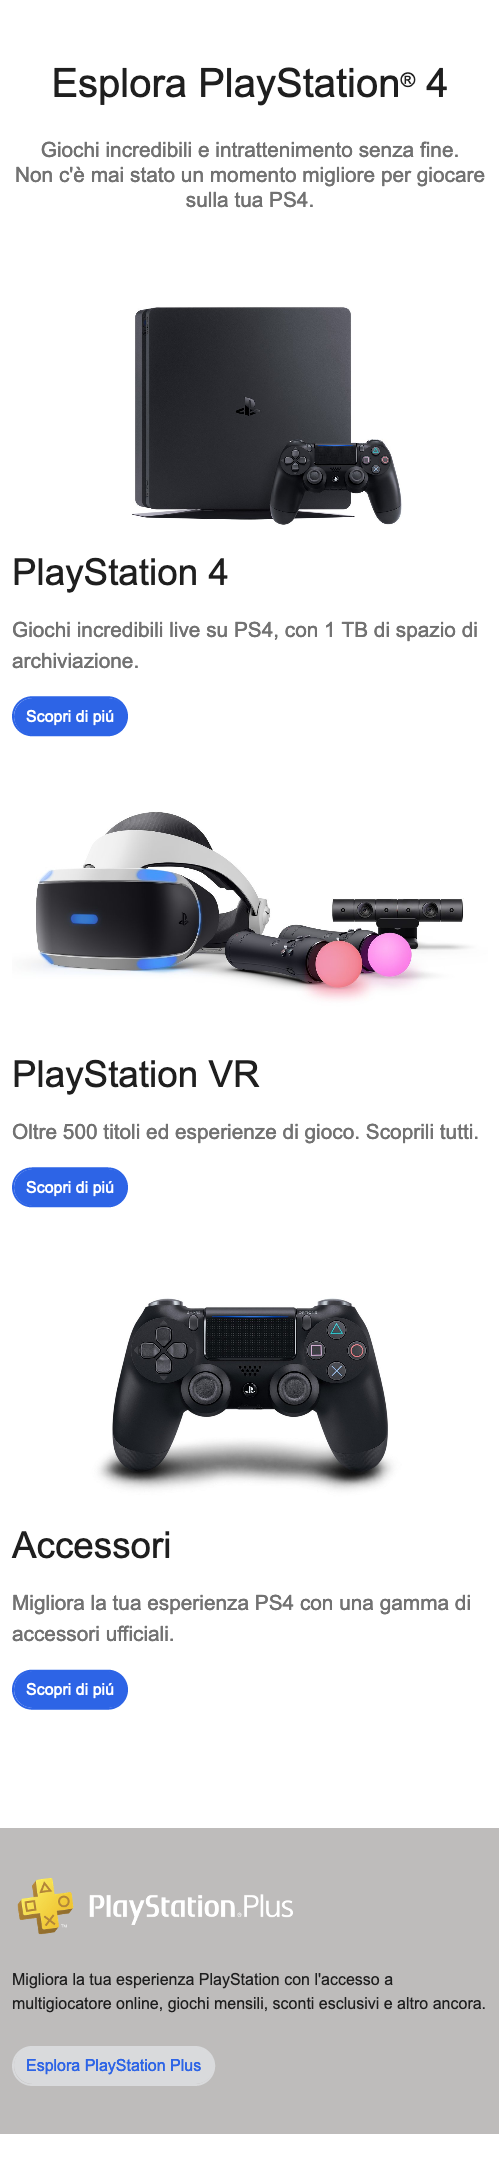 Esplora PlayStation® 4
Giochi incredibili e intrattenimento senza fine.
Non c'è mai stato un momento migliore per giocare
sulla tua PS4.
PlayStation 4
Giochi incredibili live su PS4, con 1 TB di spazio di
archiviazione.
Scopri di piú
PlayStation VR
Oltre 500 titoli ed esperienze di gioco. Scoprili tutti.
Scopri di piú
Accessori
Migliora la tua esperienza PS4 con una gamma di
accessori ufficiali.
Scopri di piú
PlayStation®Plus
Migliora la tua esperienza PlayStation con l'accesso a
multigiocatore online, giochi mensili, sconti esclusivi e altro ancora.
Esplora PlayStation Plus